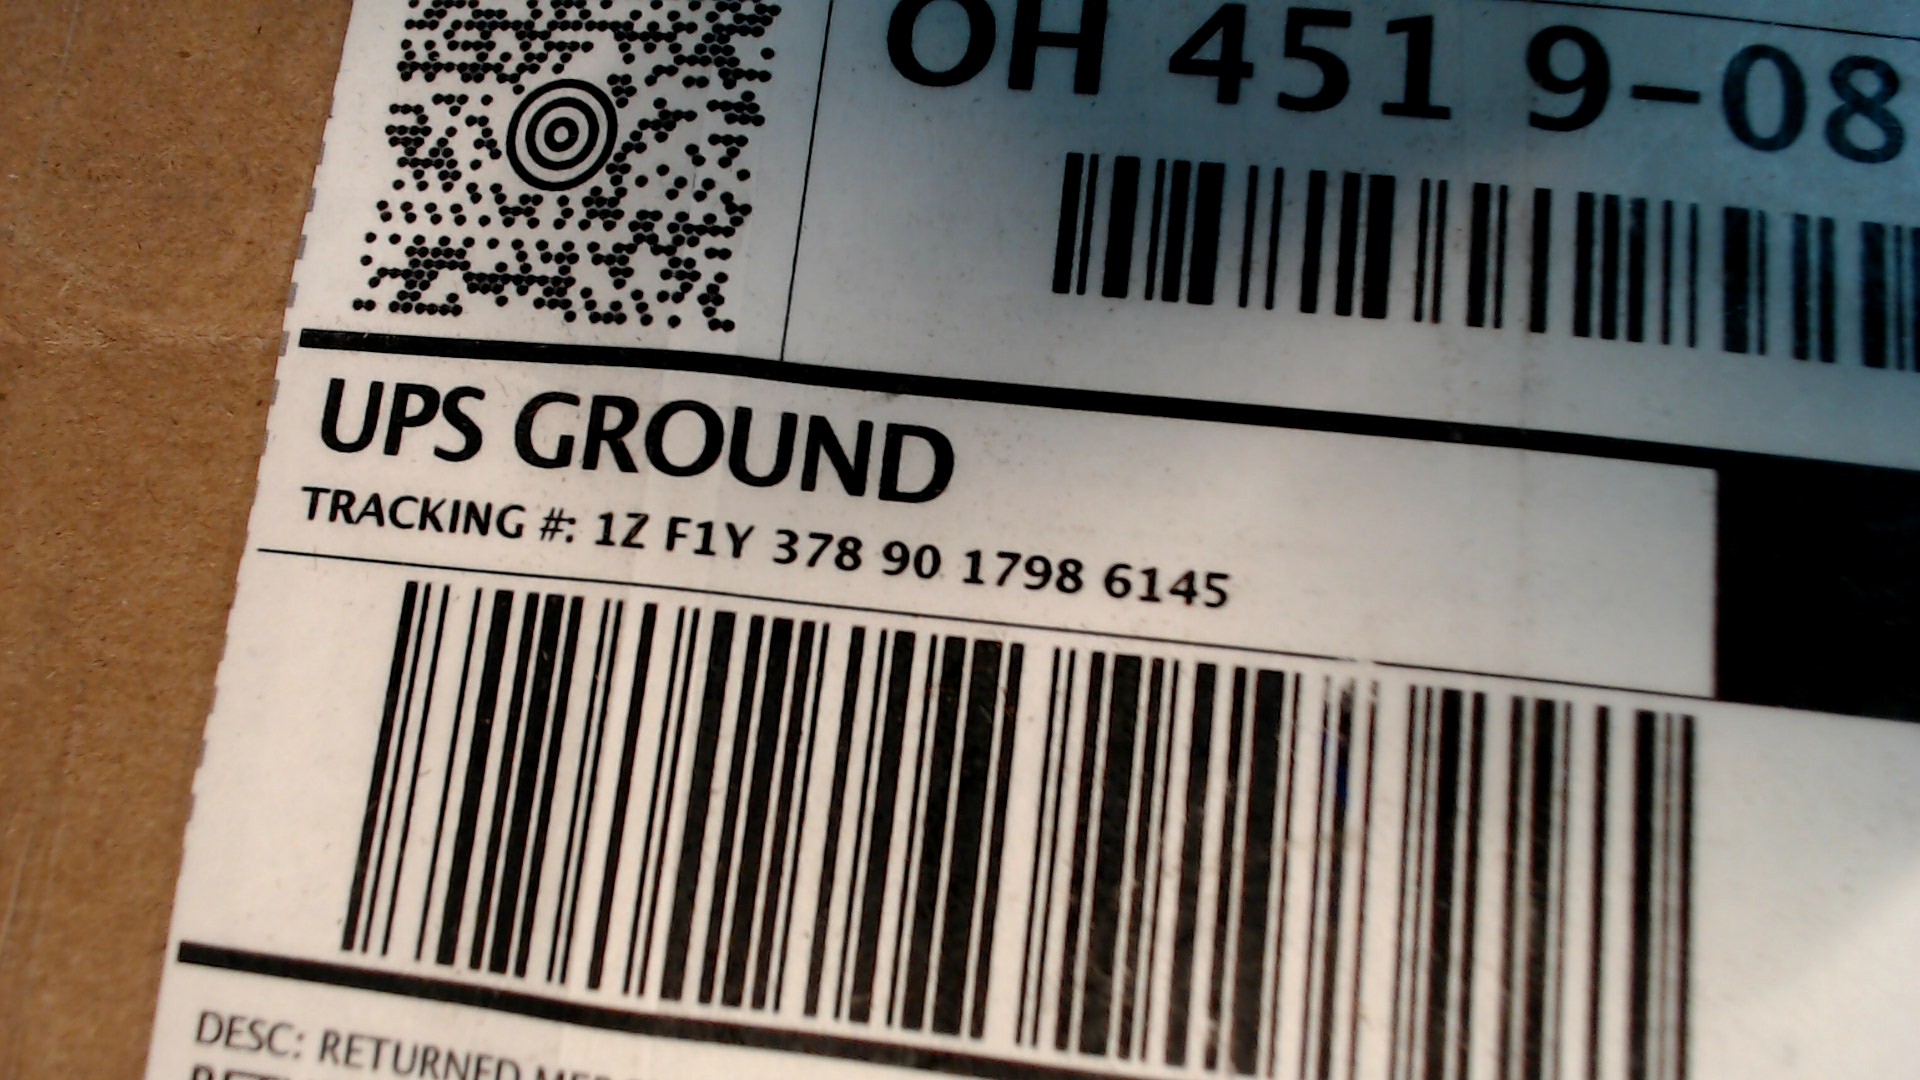 OH 451 9-08
UPS GROUND
TRACKING #: 1Z F1Y 378 90 1798 6145
DESC: RETURNED